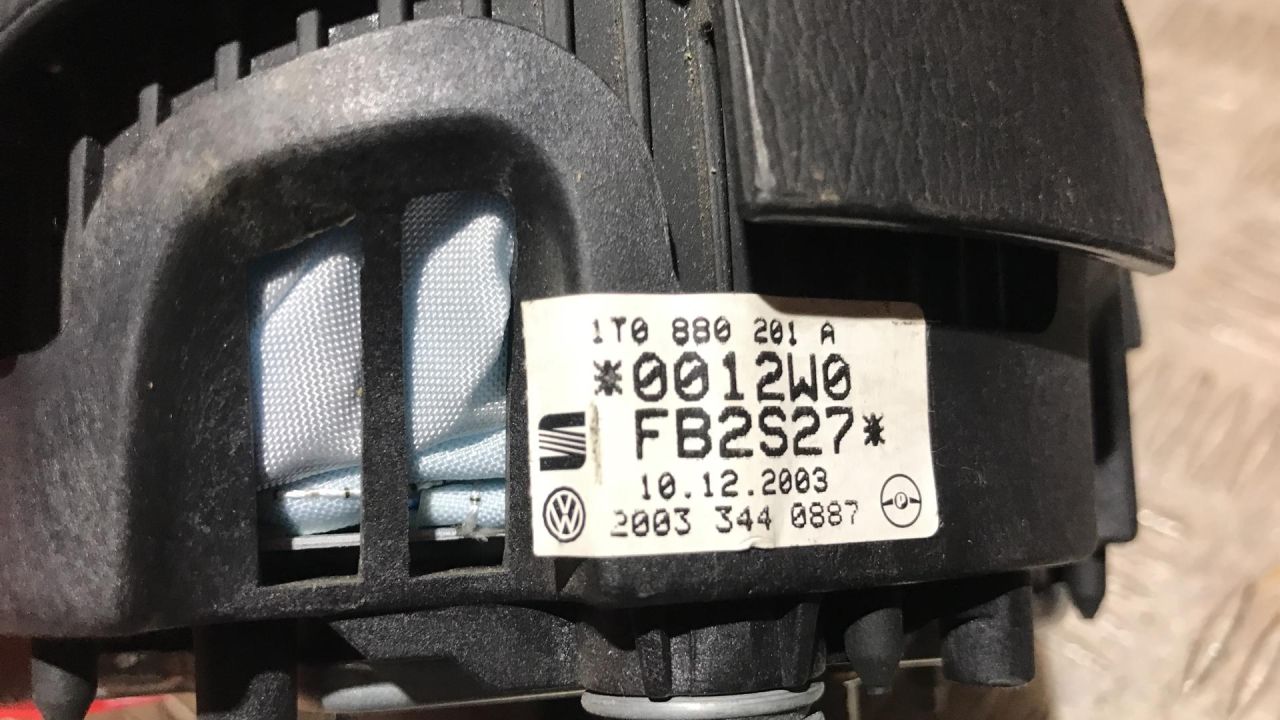 1T0 880 201 A
*0012W0
FB2S27*
10.12.2003
2003 344 0887